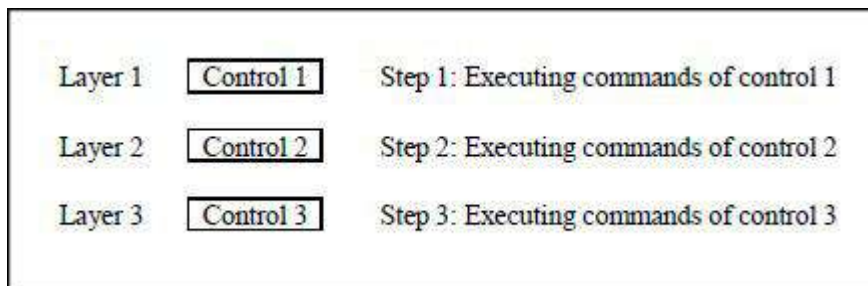 Layer 1 Control 1 Step 1: Executing commands of control 1
Layer 2 Control 2 Step 2: Executing commands of control 2
Layer 3 Control 3 Step 3: Executing commands of control 3